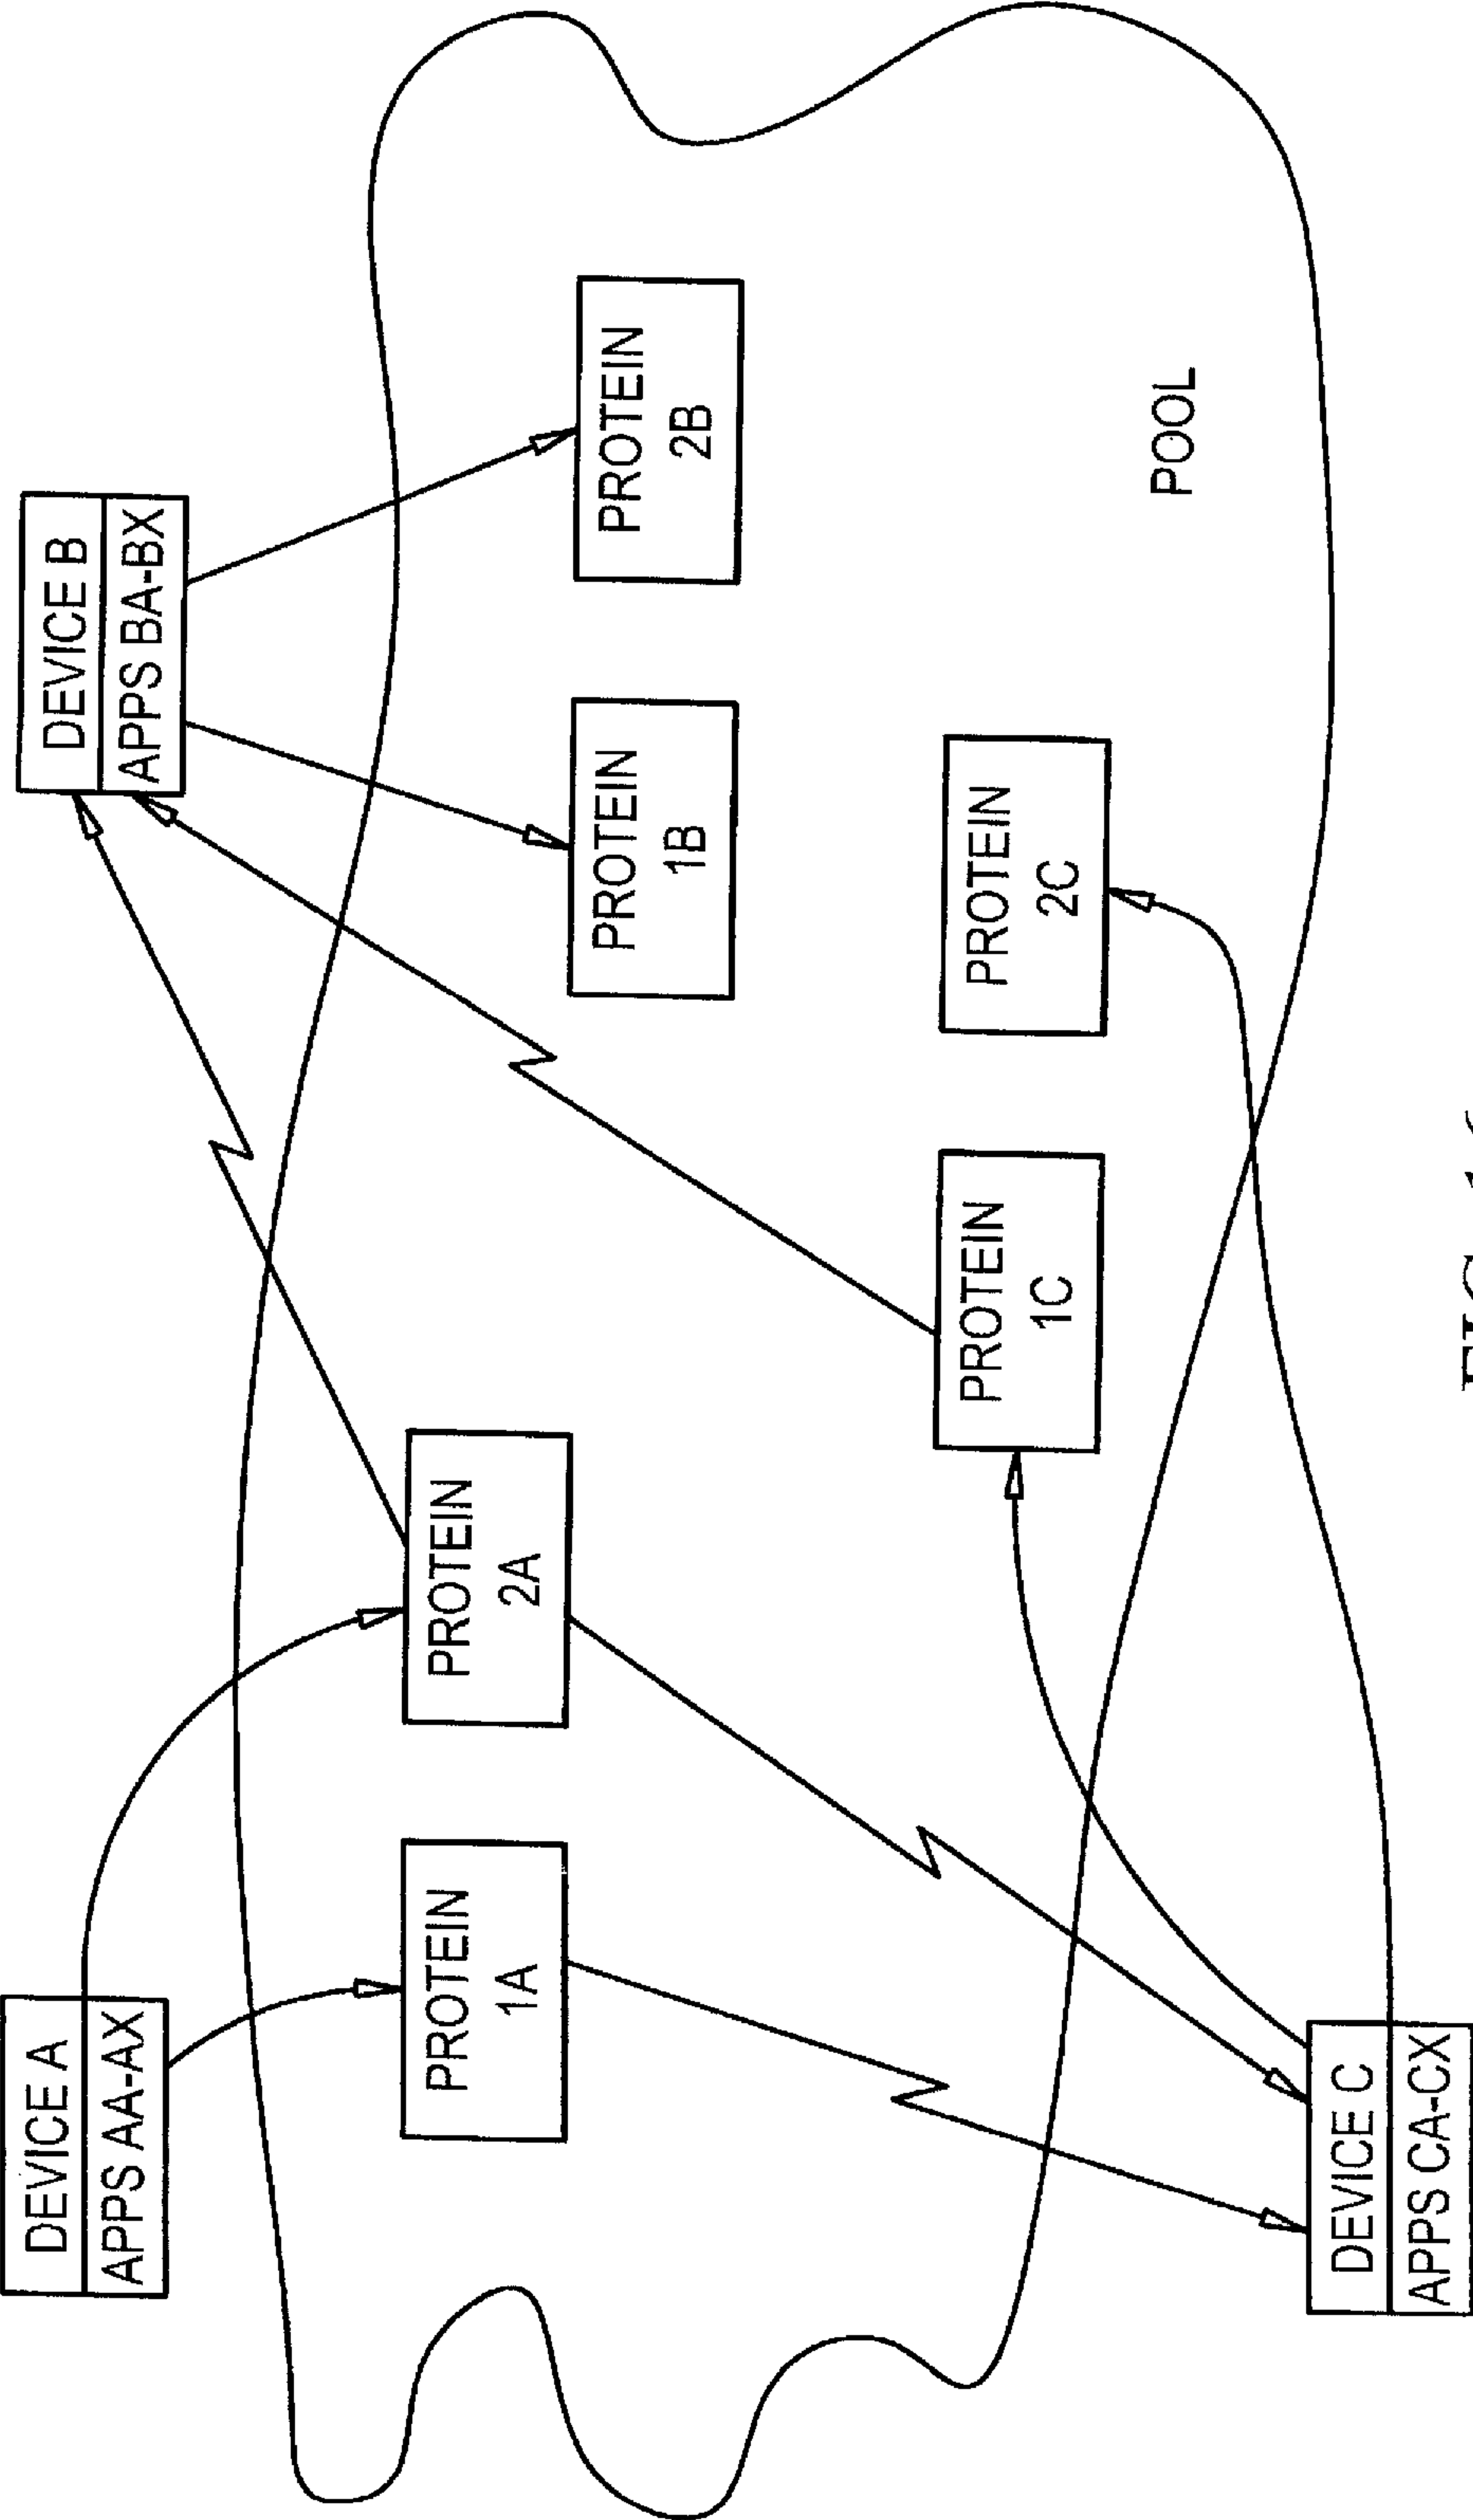 DEVICE A
APPS AA-AX
DEVICE B
APPS BA-BX
PROTEIN
1A
PROTEIN
2A
PROTEIN
1B
PROTEIN
2B
PROTEIN
1C
PROTEIN
2C
POOL
DEVICE C
APPS CA-CX